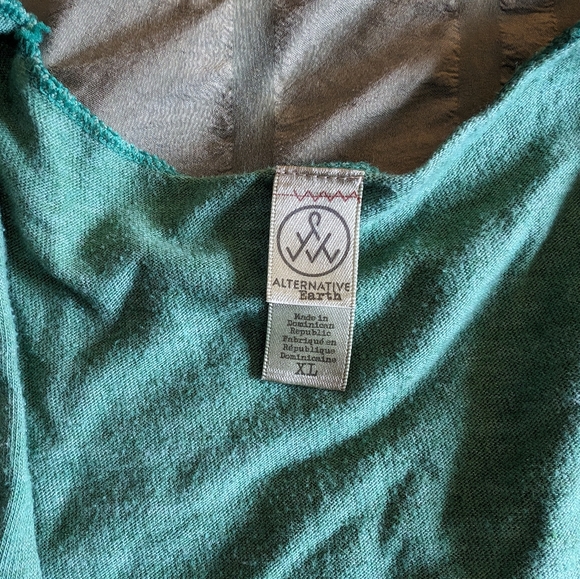 ALTERNATIVE
Earth
Made in
Dominican
Republic
Fabriqué en
République
Dominicaine
XL